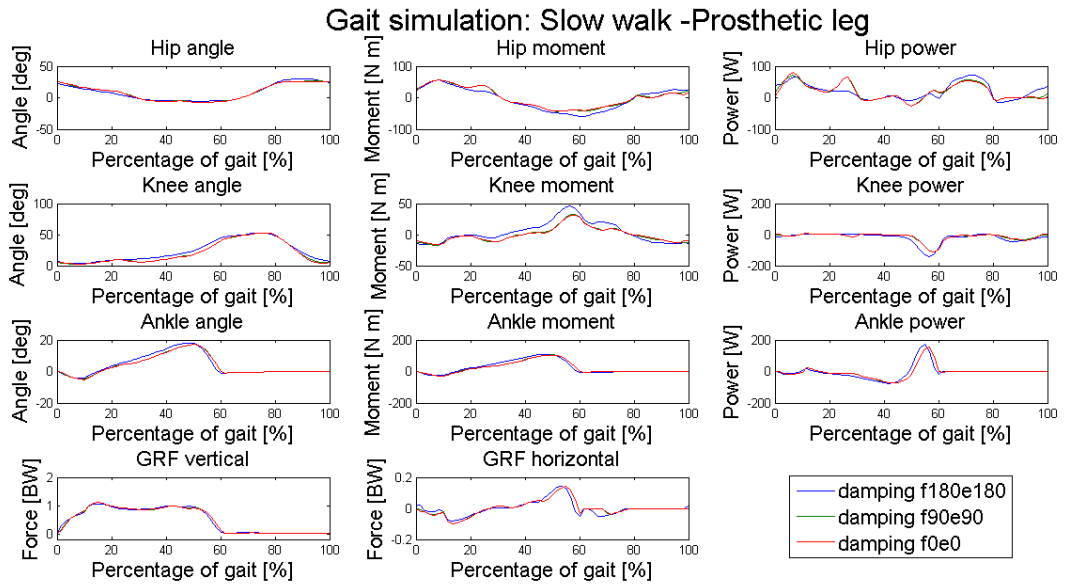 Gait simulation: Slow walk -Prosthetic leg
Hip angle
Hip moment
Hip power
Angle [deg]
50
0
-50
0 20 40 60 80 100
Percentage of gait [%]
Moment [N m]
100
0
-100
0 20 40 60 80 100
Percentage of gait [%]
Power [W]
100
0
-100
0 20 40 60 80 100
Percentage of gait [%]
Knee angle
Knee moment
Knee power
Angle [deg]
100
50
0
0 20 40 60 80 100
Percentage of gait [%]
Moment [N m]
50
0
-50
0 20 40 60 80 100
Percentage of gait [%]
Power [W]
200
0
-200
0 20 40 60 80 100
Percentage of gait [%]
Ankle angle
Ankle moment
Ankle power
Angle [deg]
20
0
-20
0 20 40 60 80 100
Percentage of gait [%]
Moment [N m]
200
0
-200
0 20 40 60 80 100
Percentage of gait [%]
Power [W]
200
0
-200
0 20 40 60 80 100
Percentage of gait [%]
GRF vertical
GRF horizontal
Force [BW]
2
1
0
0 20 40 60 80 100
Percentage of gait [%]
Force [BW]
0.2
0
-0.2
0 20 40 60 80 100
Percentage of gait [%]
damping f180e180
damping f90e90
damping f0e0